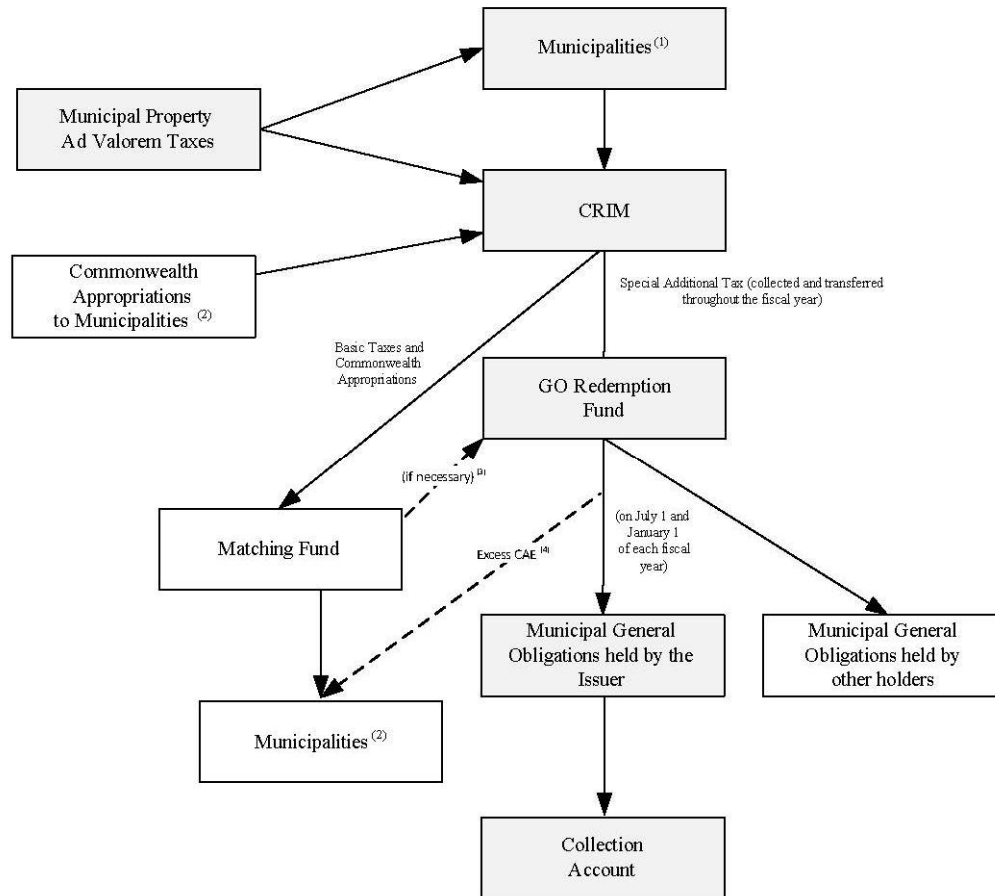 Municipalities (1)
Municipal Property
Ad Valorem Taxes
CRIM
Commonwealth
Appropriations
to Municipalities (2)
Special Additional Tax (collected and transferred
throughout the fiscal year)
Basic Taxes and
Commonwealth
Appropriations
GO Redemption
Fund
(if necessary) (3)
(on July 1 and
January 1
of each fiscal
year)
Matching Fund
Excess CAE (4)
Municipal General
Obligations held by the
Issuer
Municipal General
Obligations held by
other holders
Municipalities (2)
Collection
Account